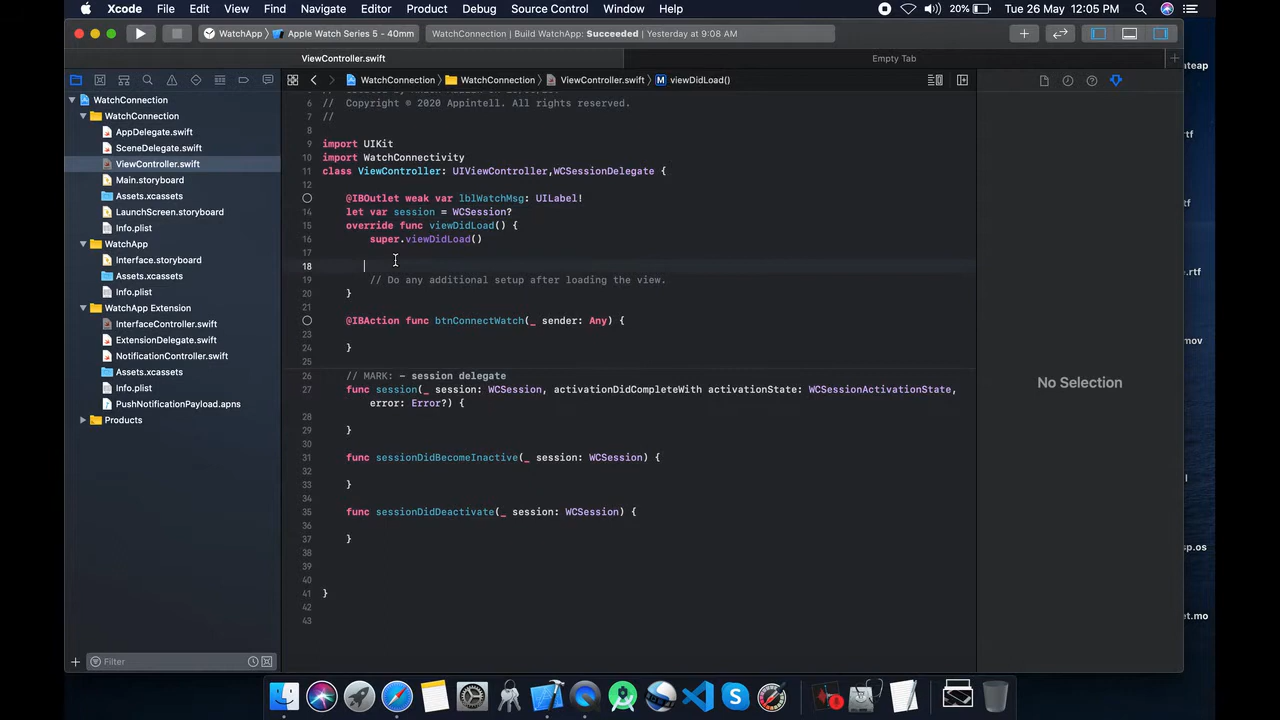 Xcode File Edit View Find Navigate Editor Product Debug Source Control Window Help 20% Tue 26 May 12:05 PM
WatchApp Apple Watch Series 5 - 40mm WatchConnection | Build WatchApp: Succeeded | Yesterday at 9:08 AM
ViewController.swift Empty Tab
WatchConnection WatchConnection ViewController.swift M viewDidLoad()
WatchConnection
WatchConnection
AppDelegate.swift
SceneDelegate.swift
ViewController.swift
Main.storyboard
Assets.xcassets
LaunchScreen.storyboard
Info.plist
WatchApp
Interface.storyboard
Assets.xcassets
Info.plist
WatchApp Extension
InterfaceController.swift
ExtensionDelegate.swift
NotificationController.swift
Assets.xcassets
Info.plist
PushNotificationPayload.apns
Products
Filter
6 // Copyright © 2020 Appintell. All rights reserved.
7 //
8
9 import UIKit
10 import WatchConnectivity
11 class ViewController: UIViewController,WCSessionDelegate {
12
@IBOutlet weak var lblWatchMsg: UILabel!
14 let var session = WCSession?
15 override func viewDidLoad() {
16 super.viewDidLoad()
17
18
19 // Do any additional setup after loading the view.
20 }
21
@IBAction func btnConnectWatch(_ sender: Any) {
23
24 }
25
26 // MARK: - session delegate
27 func session(_ session: WCSession, activationDidCompleteWith activationState: WCSessionActivationState,
error: Error?) {
28
29 }
30
31 func sessionDidBecomeInactive(_ session: WCSession) {
32
33 }
34
35 func sessionDidDeactivate(_ session: WCSession) {
36
37 }
38
39
40
41 }
42
43
No Selection
ateap
rtf
re.rtf
mov
sp.os
et.mo